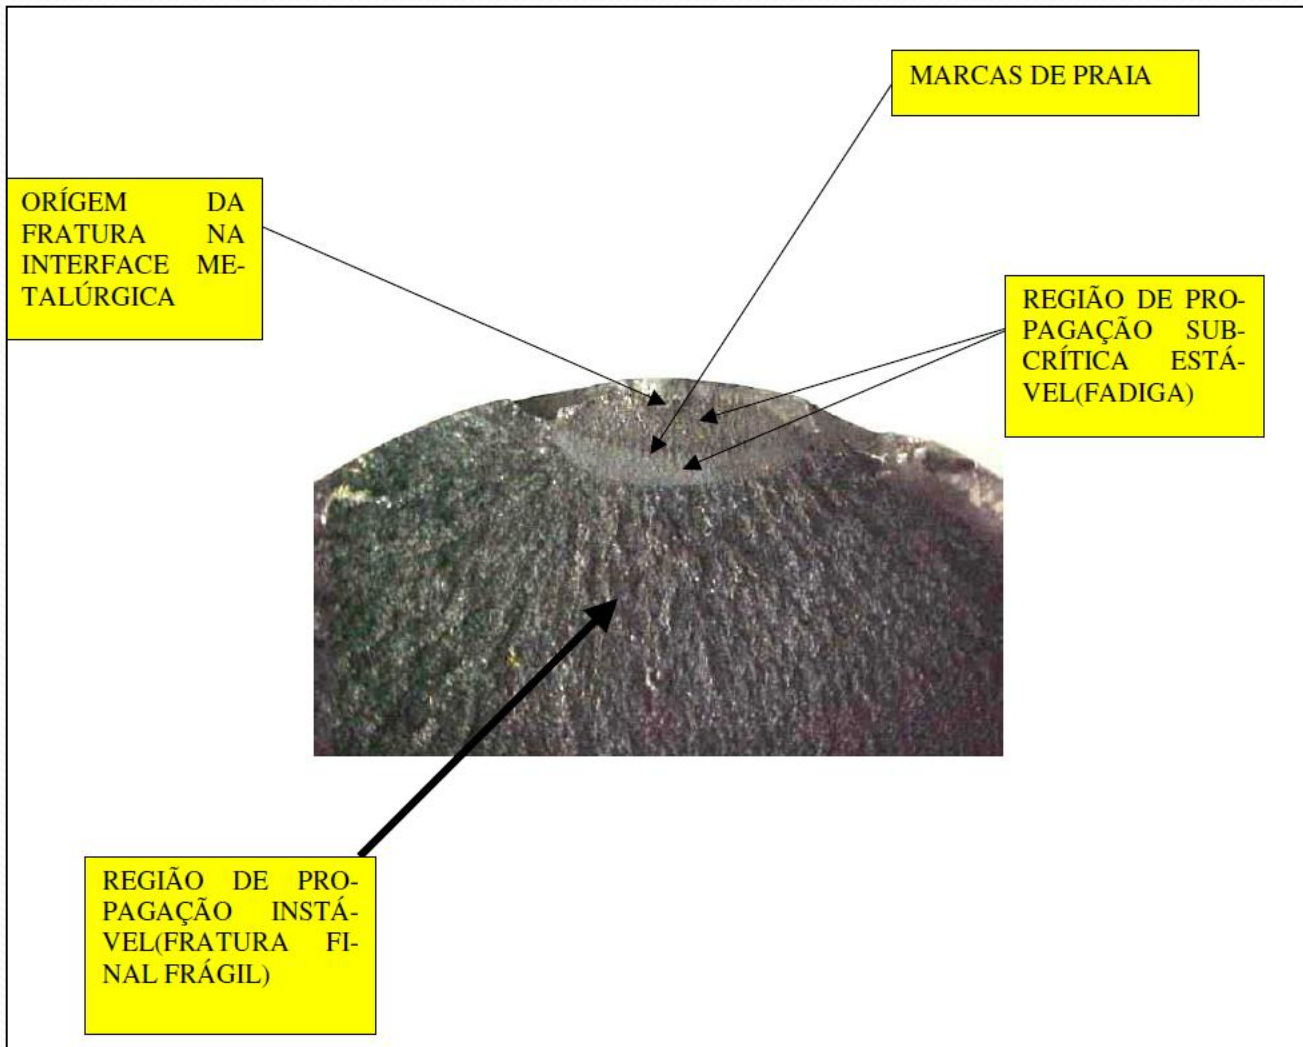 MARCAS DE PRAIA
ORÍGEM DA
FRATURA NA
INTERFACE ME-
TALÚRGICA
REGIÃO DE PRO-
PAGAÇÃO SUB-
CRÍTICA ESTÁ-
VEL(FADIGA)
REGIÃO DE PRO-
PAGAÇÃO INSTÁ-
VEL(FRATURA FI-
NAL FRÁGIL)